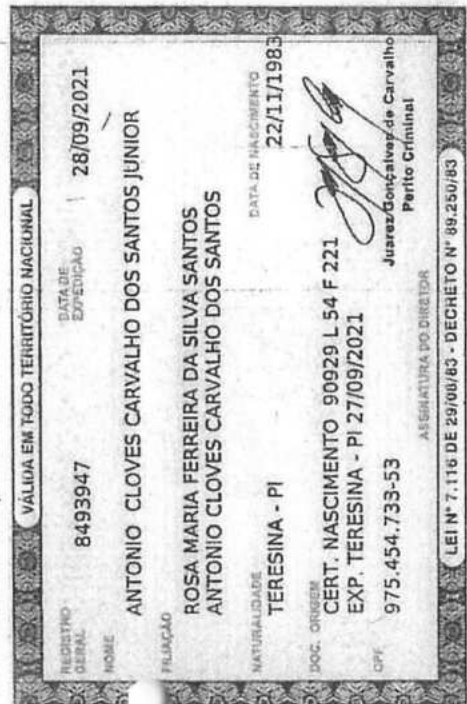 VÁLIDA EM TODO TERRITÓRIO NACIONAL
REGISTRO GERAL 8493947 DATA DE EXPEDIÇÃO 28/09/2021
NOME
ANTONIO CLOVES CARVALHO DOS SANTOS JUNIOR
FILIAÇÃO
ROSA MARIA FERREIRA DA SILVA SANTOS
ANTONIO CLOVES CARVALHO DOS SANTOS
NATURALIDADE DATA DE NASCIMENTO
TERESINA - PI 22/11/1983
DOC. ORIGEM
CERT. NASCIMENTO 90929 L 54 F 221
EXP. TERESINA - PI 27/09/2021
CPF 975.454.733-53
Juarez Gonçalves de Carvalho
Perito Criminal
ASSINATURA DO DIRETOR
LEI Nº 7.116 DE 29/08/83 - DECRETO Nº 89.250/83